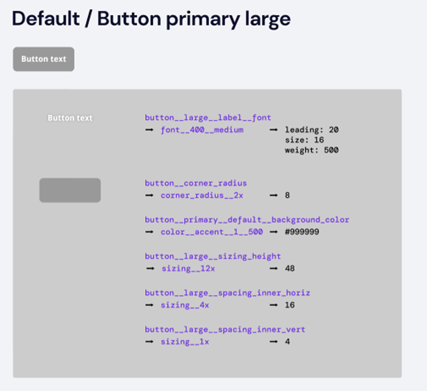 Default / Button primary large
Button text
Button text
button__large__label__font
→ font__400__medium → leading: 20
size: 16
weight: 500
button__corner_radius
→ corner_radius__2x → 8
button__primary__default__background_color
→ color__accent__1__500 → #999999
button__large__sizing_height
→ sizing__12x → 48
button__large__spacing_inner_horiz
→ sizing__4x → 16
button__large__spacing_inner_vert
→ sizing__1x → 4